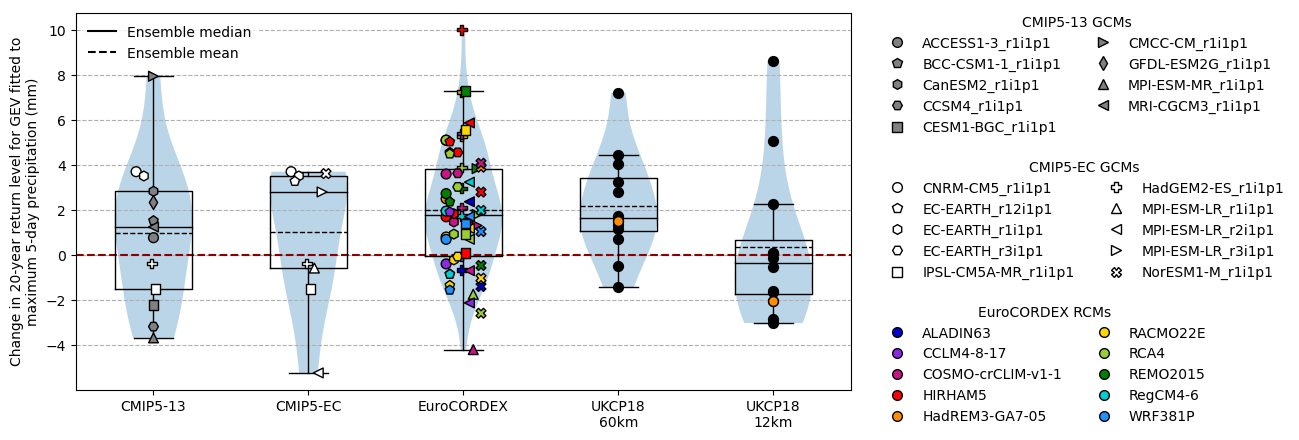 Change in 20-year return level for GEV fitted to
maximum 5-day precipitation (mm)
10
8
6
4
2
0
−2
−4
Ensemble median
Ensemble mean
CMIP5-13
CMIP5-EC
EuroCORDEX
UKCP18
60km
UKCP18
12km
CMIP5-13 GCMs
ACCESS1-3_r1i1p1
BCC-CSM1-1_r1i1p1
CanESM2_r1i1p1
CCSM4_r1i1p1
CESM1-BGC_r1i1p1
CMCC-CM_r1i1p1
GFDL-ESM2G_r1i1p1
MPI-ESM-MR_r1i1p1
MRI-CGCM3_r1i1p1
CMIP5-EC GCMs
CNRM-CM5_r1i1p1
EC-EARTH_r12i1p1
EC-EARTH_r1i1p1
EC-EARTH_r3i1p1
IPSL-CM5A-MR_r1i1p1
HadGEM2-ES_r1i1p1
MPI-ESM-LR_r1i1p1
MPI-ESM-LR_r2i1p1
MPI-ESM-LR_r3i1p1
NorESM1-M_r1i1p1
EuroCORDEX RCMs
ALADIN63
CCLM4-8-17
COSMO-crCLIM-v1-1
HIRHAM5
HadREM3-GA7-05
RACMO22E
RCA4
REMO2015
RegCM4-6
WRF381P